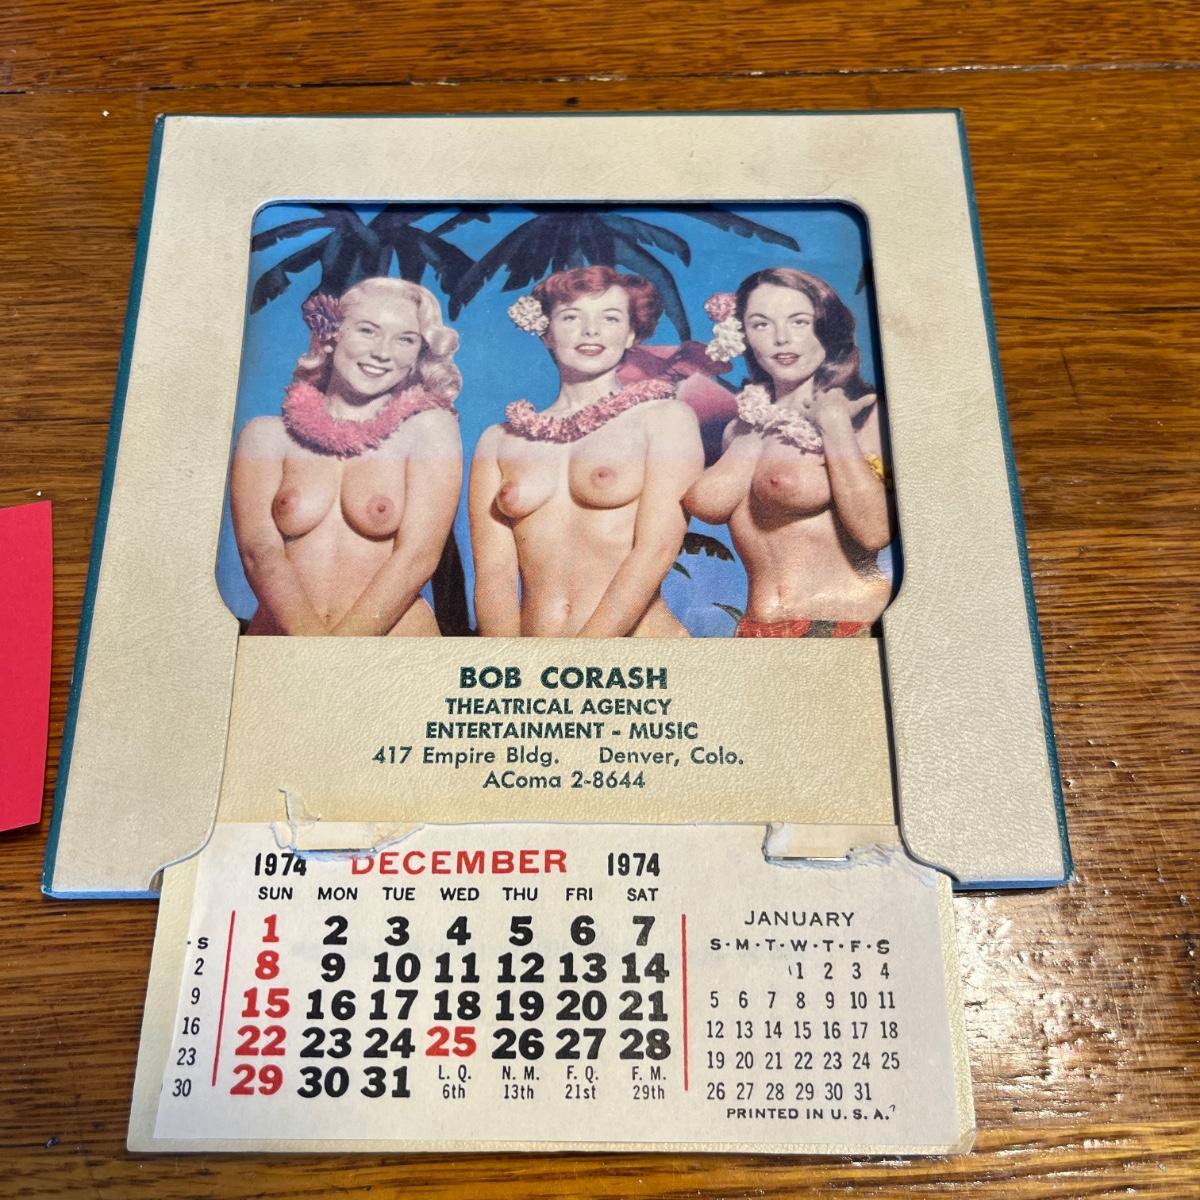 BOB CORASH
THEATRICAL AGENCY
ENTERTAINMENT - MUSIC
417 Empire Bldg. Denver, Colo.
AComa 2-8644
1974 DECEMBER 1974
SUN MON TUE WED THU FRI SAT
1 2 3 4 5 6 7
8 9 10 11 12 13 14
15 16 17 18 19 20 21
22 23 24 25 26 27 28
29 30 31
L. Q. N. M. F. Q. F. M.
6th 13th 21st 29th
· S
2
9
16
23
30
JANUARY
S·M·T·W·T·F·S
1 2 3 4
5 6 7 8 9 10 11
12 13 14 15 16 17 18
19 20 21 22 23 24 25
26 27 28 29 30 31
PRINTED IN U. S. A.